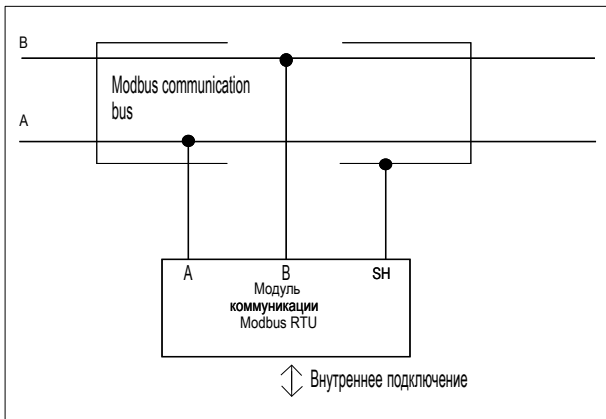 B
Modbus communication
bus
A
A B SH
Модуль
коммуникации
Modbus RTU
Внутреннее подключение